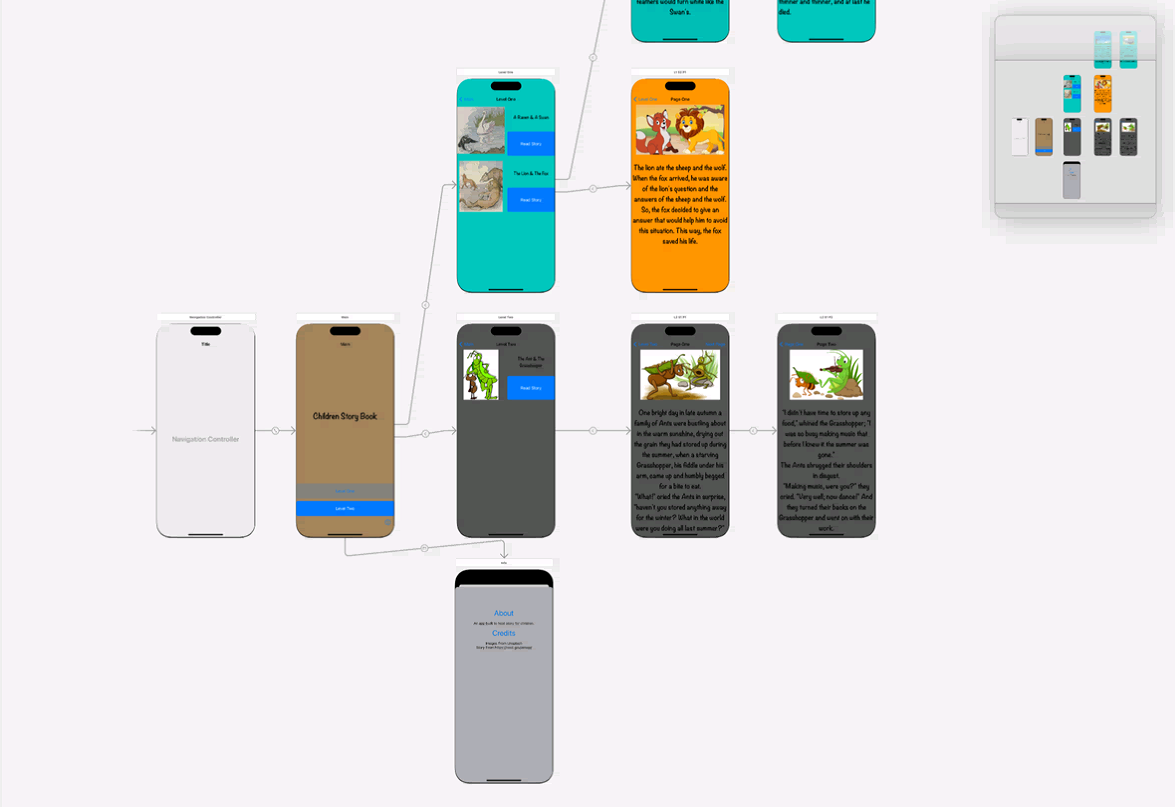 feathers would turn white like the
Swan's.
thinner and thinner, and at last he
died.
Level One
Level One
A Raven & A Swan
Read Story
The Lion & The Fox
Read Story
L1 S2 P1
Level One
Page One
The lion ate the sheep and the wolf.
When the fox arrived, he was aware
of the lion's question and the
answers of the sheep and the wolf.
So, the fox decided to give an
answer that would help him to avoid
this situation. This way, the fox
saved his life.
Navigation Controller
Title
Navigation Controller
Main
Main
Children Story Book
Level One
Level Two
Level Two
Level Two
The Ant & The
Grasshopper
Read Story
L2 S1 P1
Page One
One bright day in late autumn a
family of Ants were bustling about
in the warm sunshine, drying out
the grain they had stored up during
the summer, when a starving
Grasshopper, his fiddle under his
arm, came up and humbly begged
for a bite to eat.
"What!" cried the Ants in surprise,
"haven't you stored anything away
for the winter? What in the world
were you doing all last summer?"
L2 S1 P2
Page Two
"I didn't have time to store up any
food," whined the Grasshopper; "I
was so busy making music that
before I knew it the summer was
gone."
The Ants shrugged their shoulders
in disgust.
"Making music, were you?" they
cried. "Very well; now dance!" And
they turned their backs on the
Grasshopper and went on with their
work.
Info
About
An app built to read story for children.
Credits